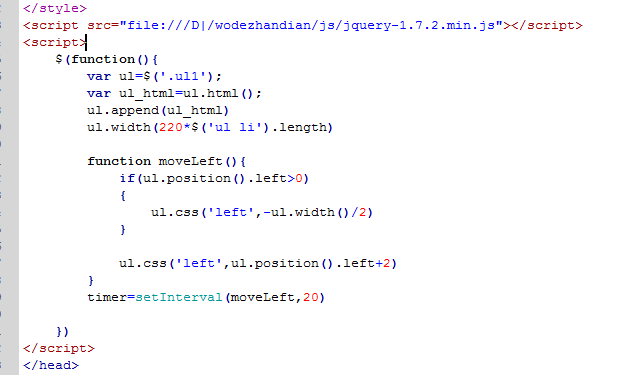 </style>
<script src="file:///D|/wodezhandian/js/jquery-1.7.2.min.js"></script>
<script>
$(function(){
var ul=$('.ul1');
var ul_html=ul.html();
ul.append(ul_html)
ul.width(220*$('ul li').length)
function moveLeft(){
if(ul.position().left>0)
{
ul.css('left',-ul.width()/2)
}
ul.css('left',ul.position().left+2)
}
timer=setInterval(moveLeft,20)
})
</script>
</head>